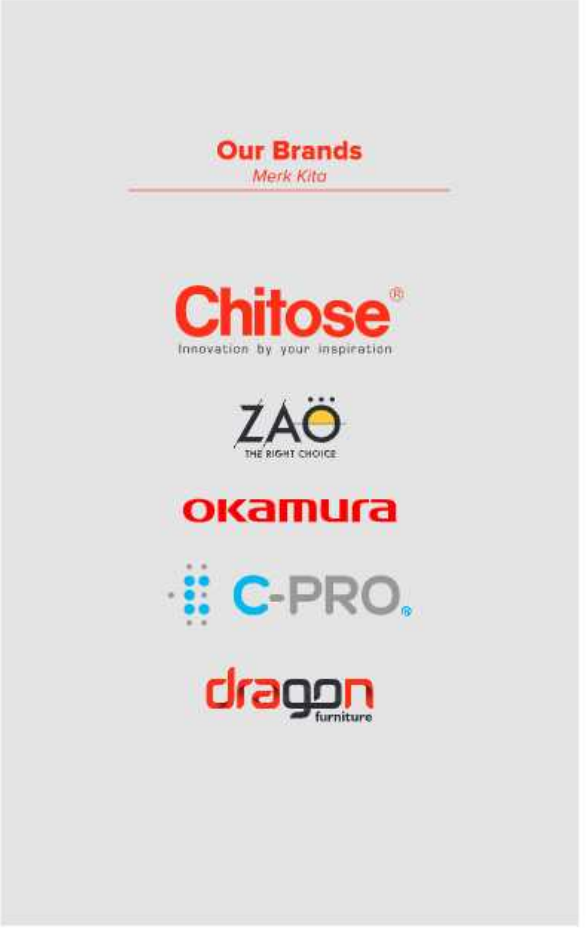 Our Brands
Merk Kita
Chitose®
Innovation by your inspiration
ZAÖ
THE RIGHT CHOICE
okamura
C-PRO®
dragon
furniture